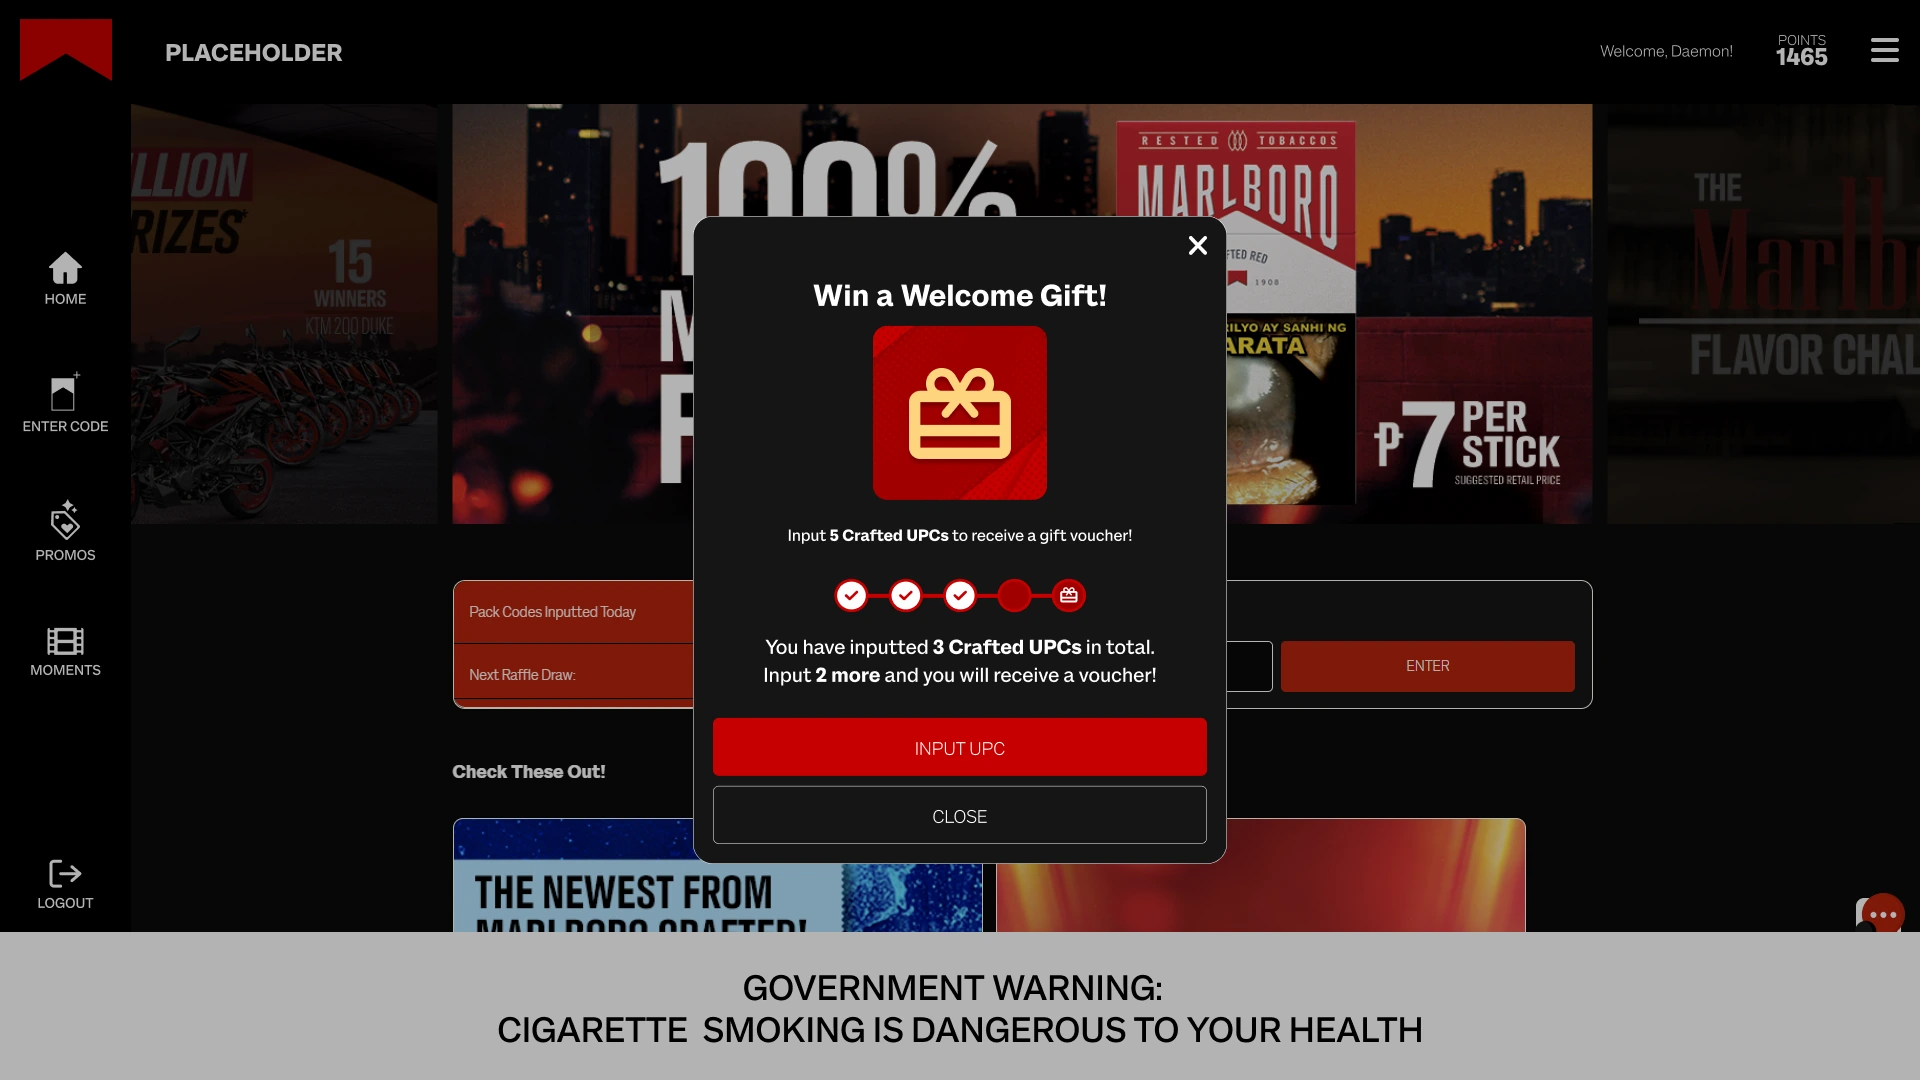 PLACEHOLDER
Welcome, Daemon!
POINTS
1465
HOME
ENTER CODE
PROMOS
MOMENTS
LOGOUT
LLION
RIZES*
15
WINNERS
KTM 200 DUKE
100%
RESTED TOBACCOS
MARLBORO
FTED RED
1908
RILYO AY SANHI NG
ARATA
₱7 PER
STICK
SUGGESTED RETAIL PRICE
THE
Marlb
FLAVOR CHAL
Win a Welcome Gift!
Input 5 Crafted UPCs to receive a gift voucher!
You have inputted 3 Crafted UPCs in total.
Input 2 more and you will receive a voucher!
INPUT UPC
CLOSE
Pack Codes Inputted Today
Next Raffle Draw:
ENTER
Check These Out!
THE NEWEST FROM
MARLBORO CRAFTED!
GOVERNMENT WARNING:
CIGARETTE SMOKING IS DANGEROUS TO YOUR HEALTH